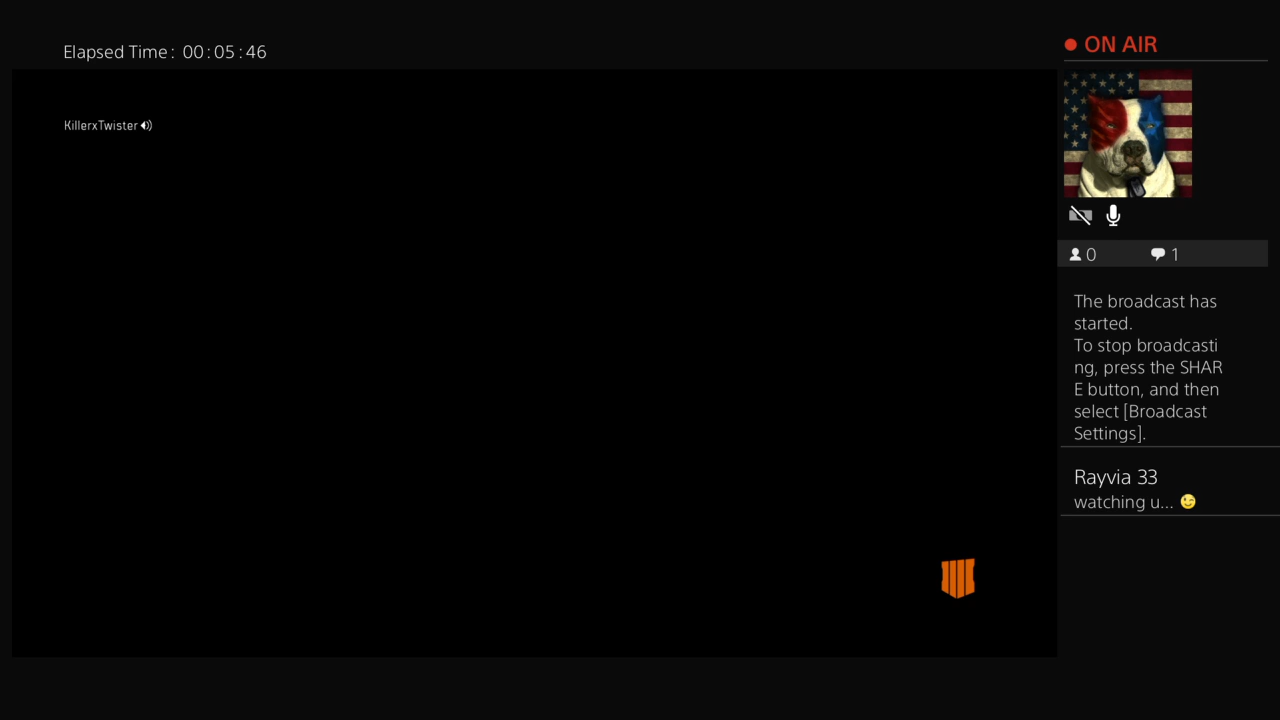 Elapsed Time: 00:05:46
ON AIR
KillerxTwister
0
1
The broadcast has
started.
To stop broadcasti
ng, press the SHAR
E button, and then
select [Broadcast
Settings].
Rayvia 33
watching u... 😉